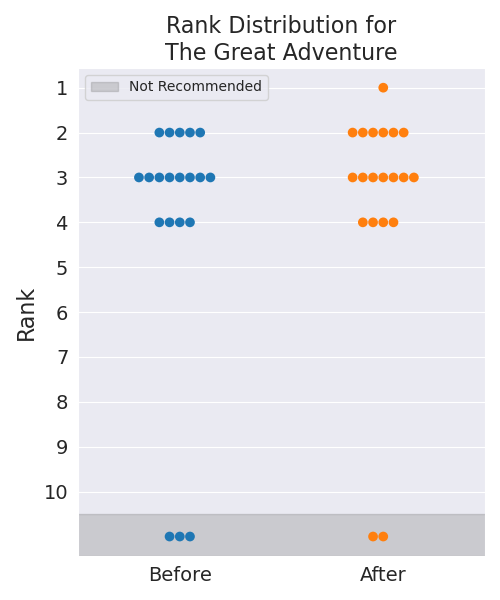 Rank Distribution for
The Great Adventure
Not Recommended
1
2
3
4
5
6
7
8
9
10
Rank
Before
After